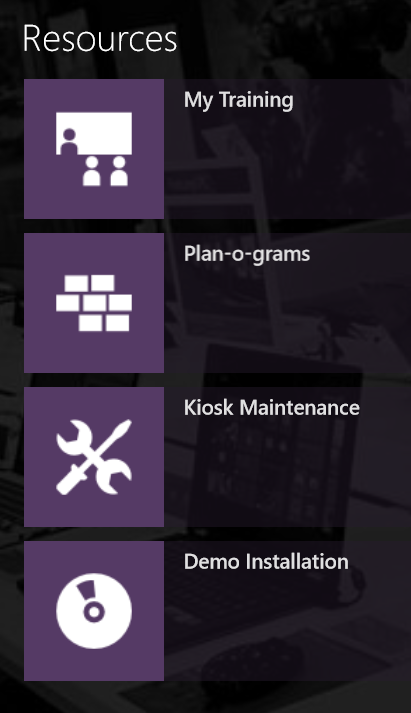 Resources
My Training
Plan-o-grams
Kiosk Maintenance
Demo Installation